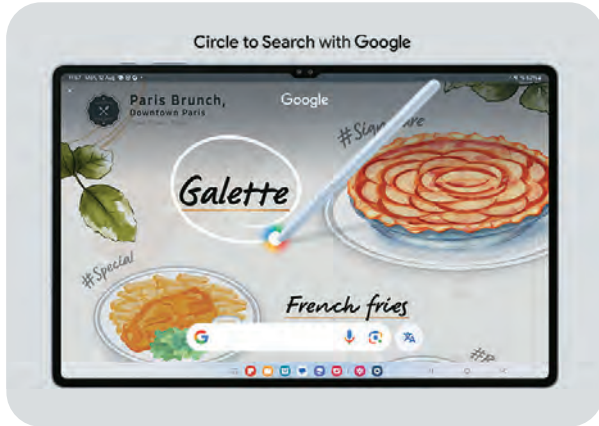 Circle to Search with Google
Paris Brunch,
Downtown Paris
Google
#Signature
Galette
#Special
French fries